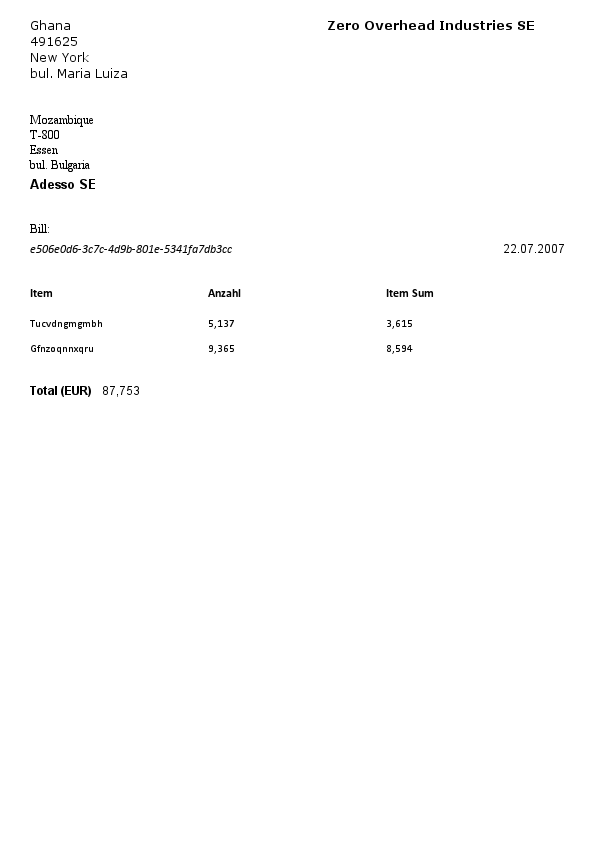 Ghana
Zero Overhead Industries SE
491625
New York
bul. Maria Luiza
Mozambique
T-800
Essen
bul. Bulgaria
Adesso SE
Bill:
e506e0d6-3c7c-4d9b-801e-5341fa7db3cc 22.07.2007
Item Anzahl Item Sum
Tucvdngmgmbh 5,137 3,615
Gfnzoqnnxqru 9,365 8,594
Total (EUR) 87,753